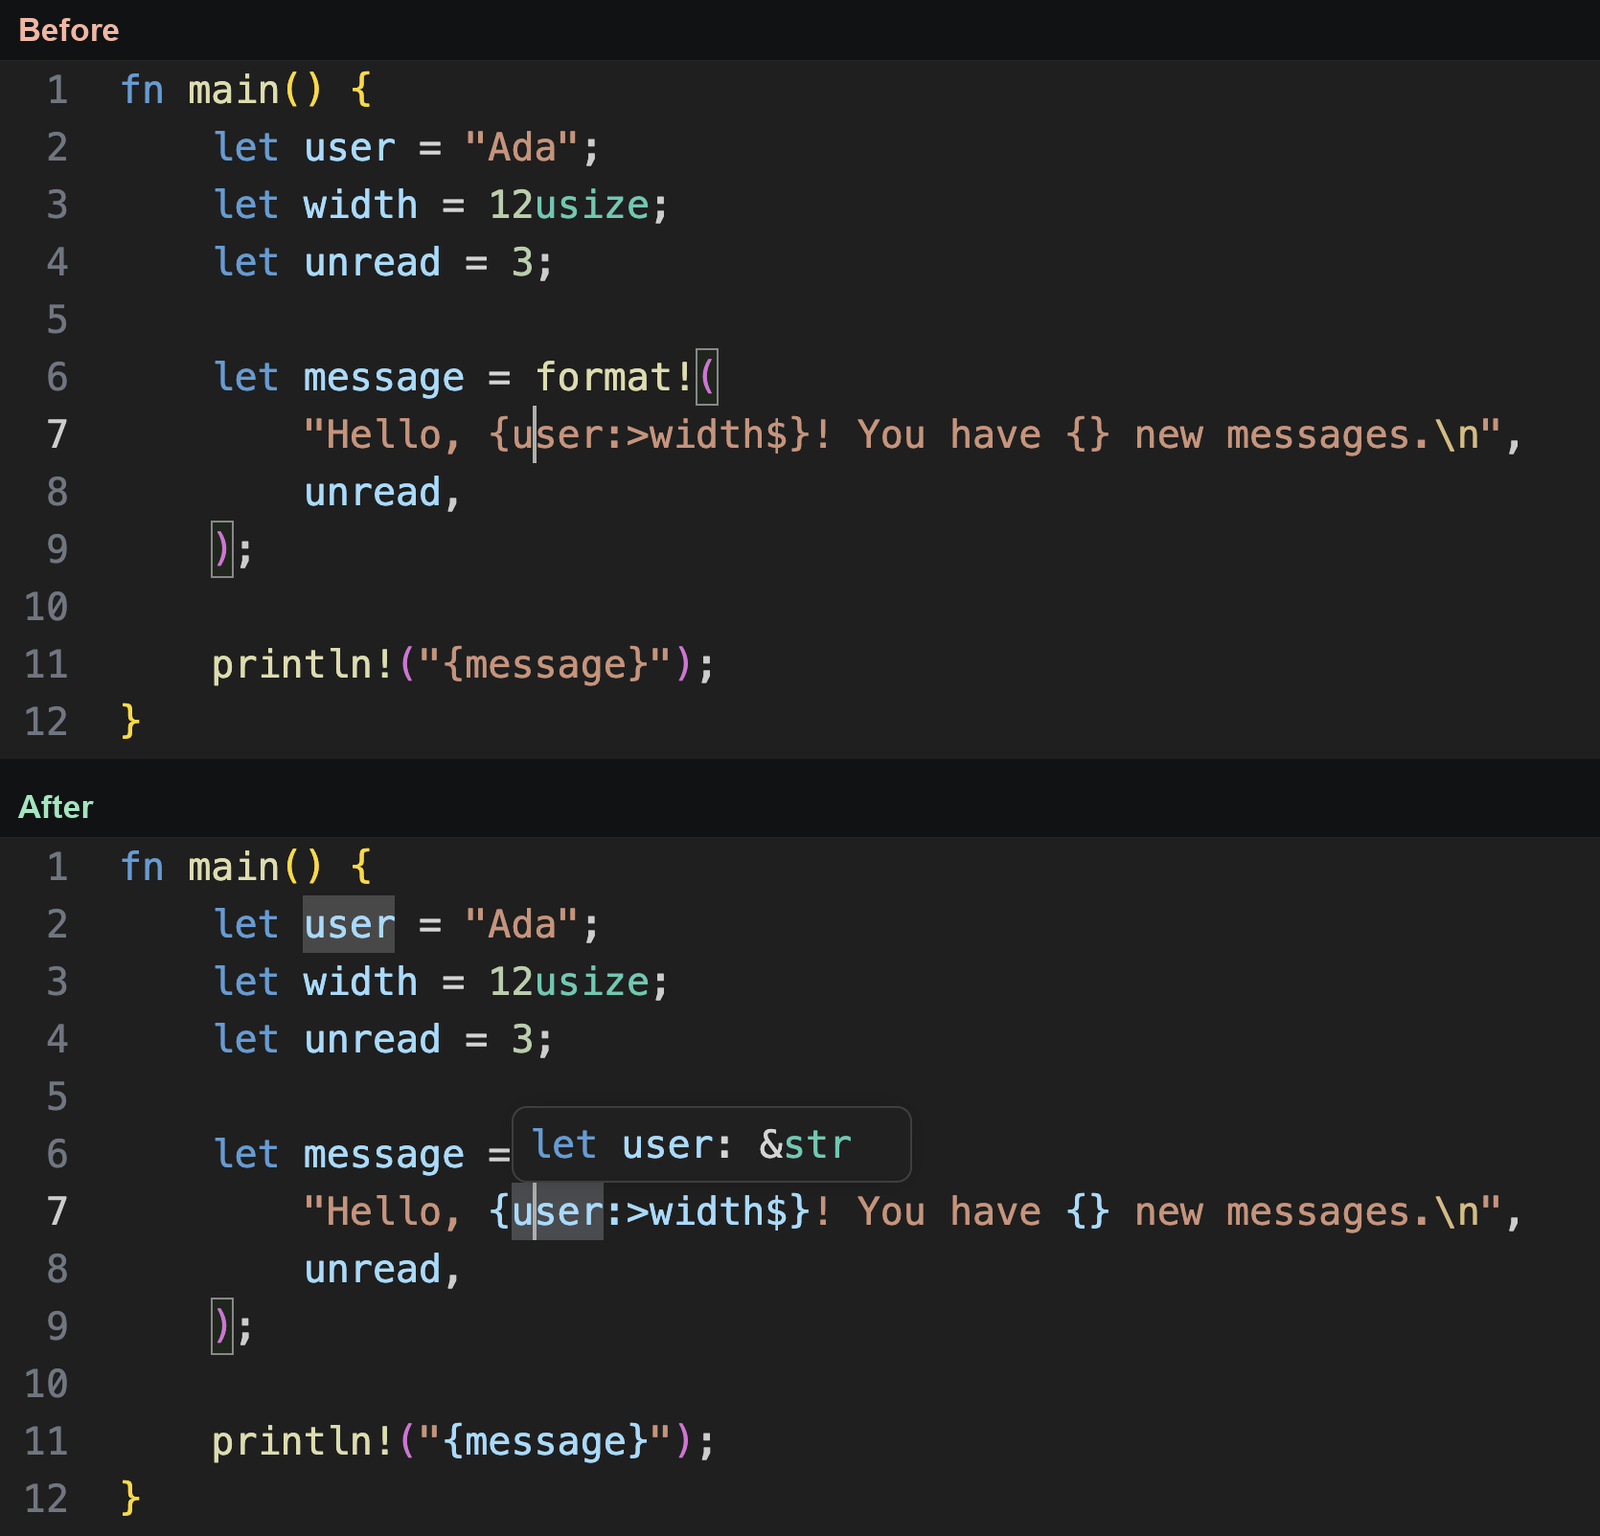 Before
1 fn main() {
2     let user = "Ada";
3     let width = 12usize;
4     let unread = 3;
5
6     let message = format!(
7         "Hello, {user:>width$}! You have {} new messages.\n",
8         unread,
9     );
10
11     println!("{message}");
12 }
After
1 fn main() {
2     let user = "Ada";
3     let width = 12usize;
4     let unread = 3;
5
let user: &str
6     let message =
7         "Hello, {user:>width$}! You have {} new messages.\n",
8         unread,
9     );
10
11     println!("{message}");
12 }